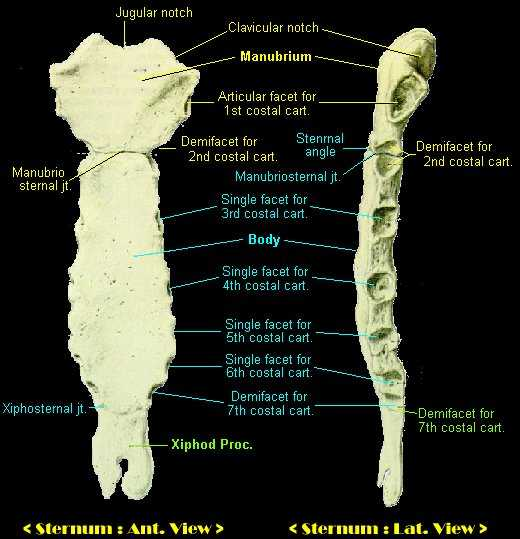 Jugular notch
Clavicular notch
Manubrium
Articular facet for
1st costal cart.
Demifacet for
2nd costal cart.
Stenrnal
angle
Demifacet for
2nd costal cart.
Manubrio
sternal jt.
Manubriosternal jt.
Single facet for
3rd costal cart.
Body
Single facet for
4th costal cart.
Single facet for
5th costal cart.
Single facet for
6th costal cart.
Demifacet for
7th costal cart.
Xiphosternal jt.
Demifacet for
7th costal cart.
Xiphod Proc.
< Sternum : Ant. View >
< Sternum : Lat. View >